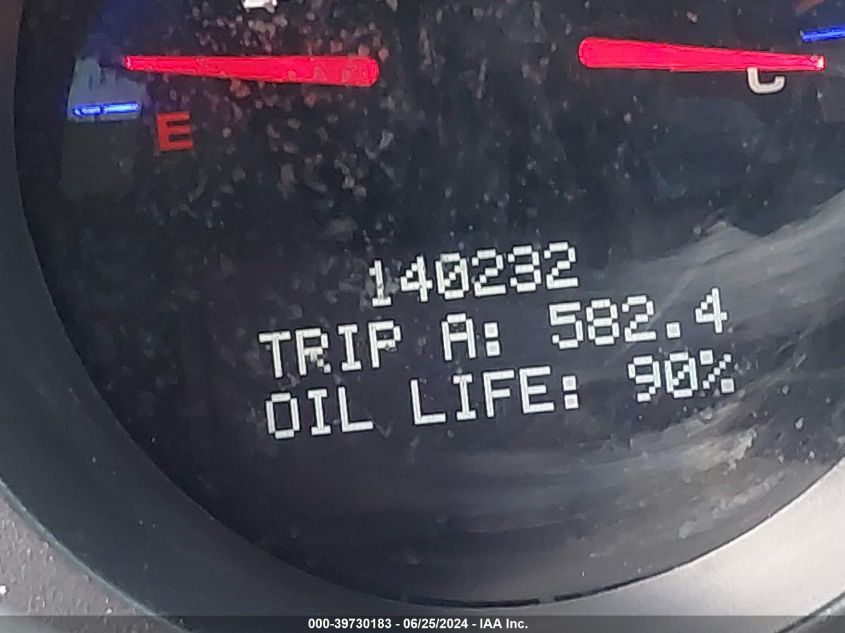 C
E
140232
TRIP A: 582.4
OIL LIFE: 90%
000-39730183 - 06/25/2024 - IAA Inc.